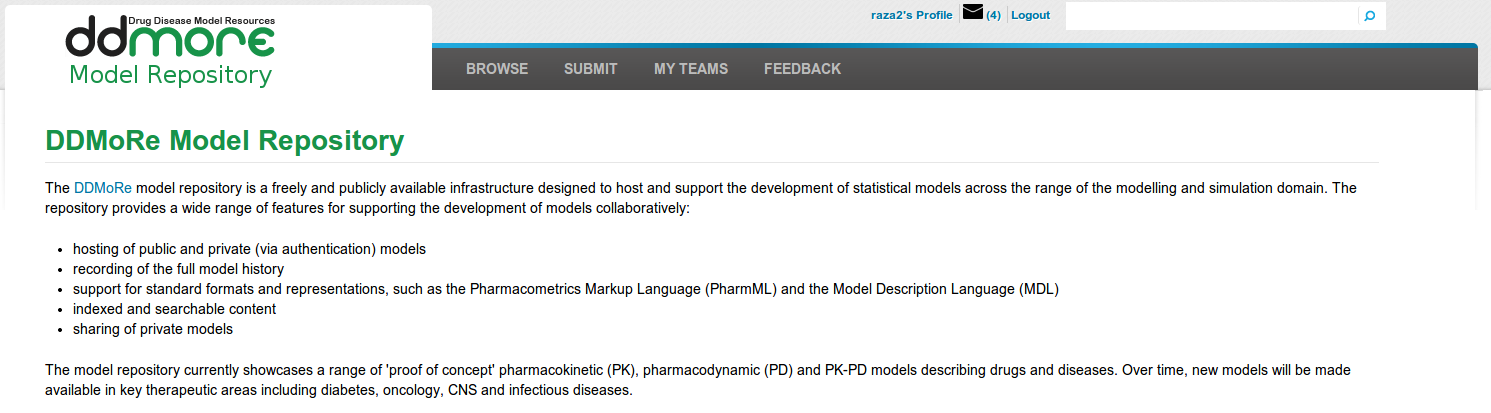 Drug Disease Model Resources
ddmore
Model Repository
raza2's Profile (4) Logout
BROWSE SUBMIT MY TEAMS FEEDBACK
DDMoRe Model Repository
The DDMoRe model repository is a freely and publicly available infrastructure designed to host and support the development of statistical models across the range of the modelling and simulation domain. The
repository provides a wide range of features for supporting the development of models collaboratively:
• hosting of public and private (via authentication) models
• recording of the full model history
• support for standard formats and representations, such as the Pharmacometrics Markup Language (PharmML) and the Model Description Language (MDL)
• indexed and searchable content
• sharing of private models
The model repository currently showcases a range of 'proof of concept' pharmacokinetic (PK), pharmacodynamic (PD) and PK-PD models describing drugs and diseases. Over time, new models will be made
available in key therapeutic areas including diabetes, oncology, CNS and infectious diseases.